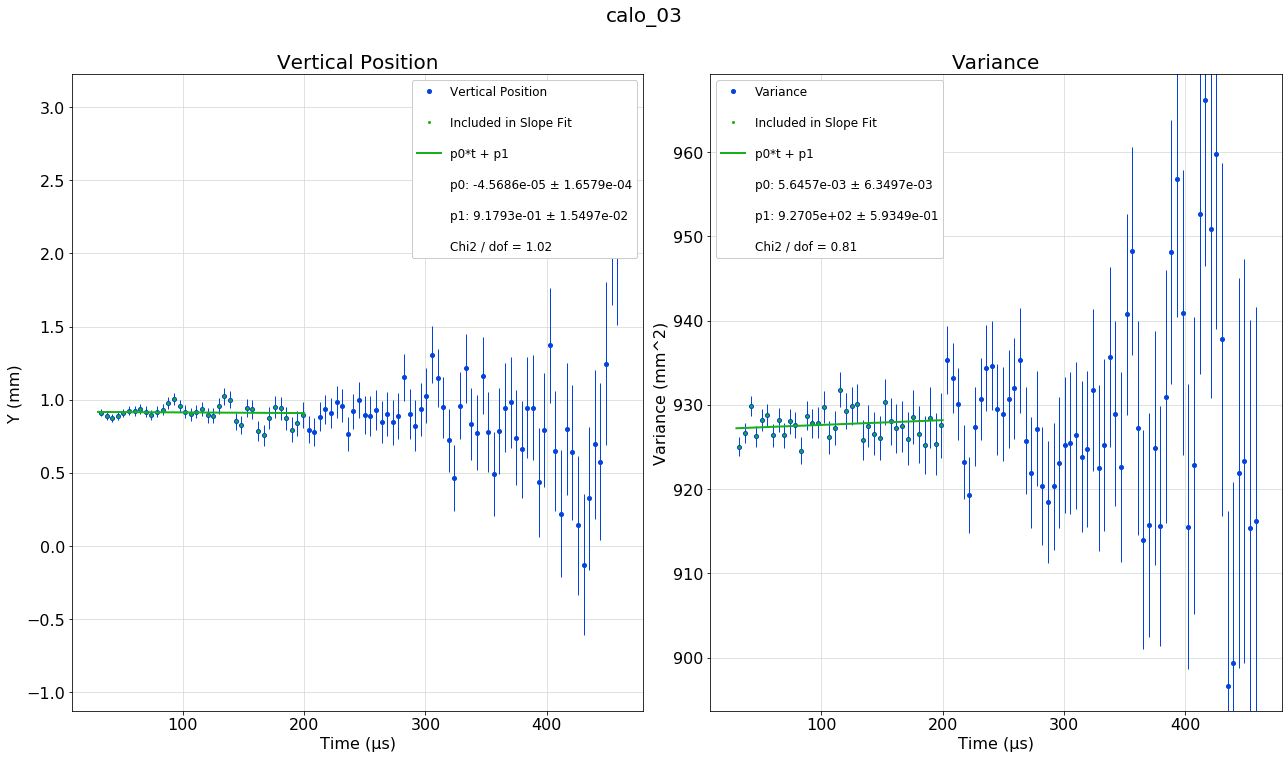 calo_03
Vertical Position
Vertical Position
Included in Slope Fit
p0*t + p1
p0: -4.5686e-05 ± 1.6579e-04
p1: 9.1793e-01 ± 1.5497e-02
Chi2 / dof = 1.02
Y (mm)
3.0
2.5
2.0
1.5
1.0
0.5
0.0
−0.5
−1.0
100
200
300
400
Time (μs)
Variance
Variance
Included in Slope Fit
p0*t + p1
p0: 5.6457e-03 ± 6.3497e-03
p1: 9.2705e+02 ± 5.9349e-01
Chi2 / dof = 0.81
Variance (mm^2)
960
950
940
930
920
910
900
100
200
300
400
Time (μs)